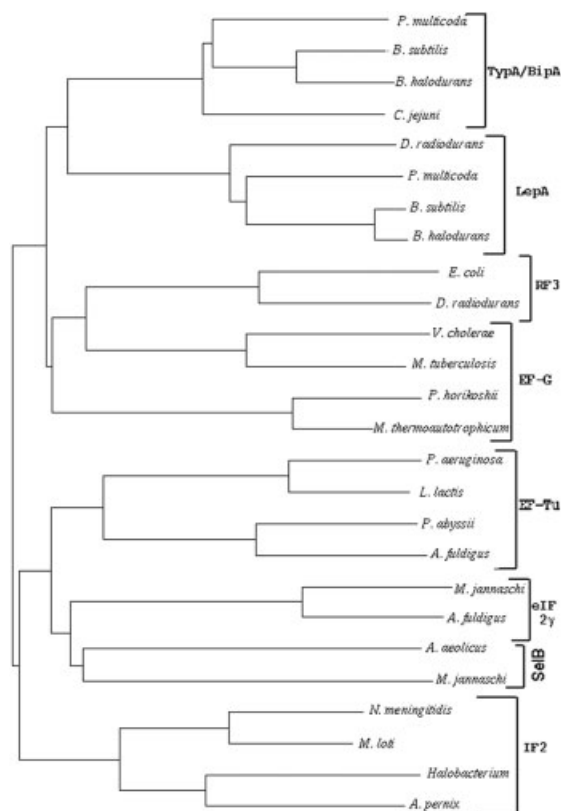 P. multicoda
B. subtilis
TypA/BipA
B. halodurans
C. jejuni
D. radiodurans
P. multicoda
LepA
B. subtilis
B. halodurans
E. coli
RF3
D. radiodurans
V. cholerae
M. tuberculosis
EF-G
P. horikoshii
M. thermoautotrophicum
P. aeruginosa
L. lactis
EF-Tu
P. abyssii
A. fuldigus
M. jannaschi
eIF
2γ
A. fuldigus
A. aeolicus
SelB
M. jannaschi
N. meningitidis
M. loti
IF2
Halobacterium
A. pernix